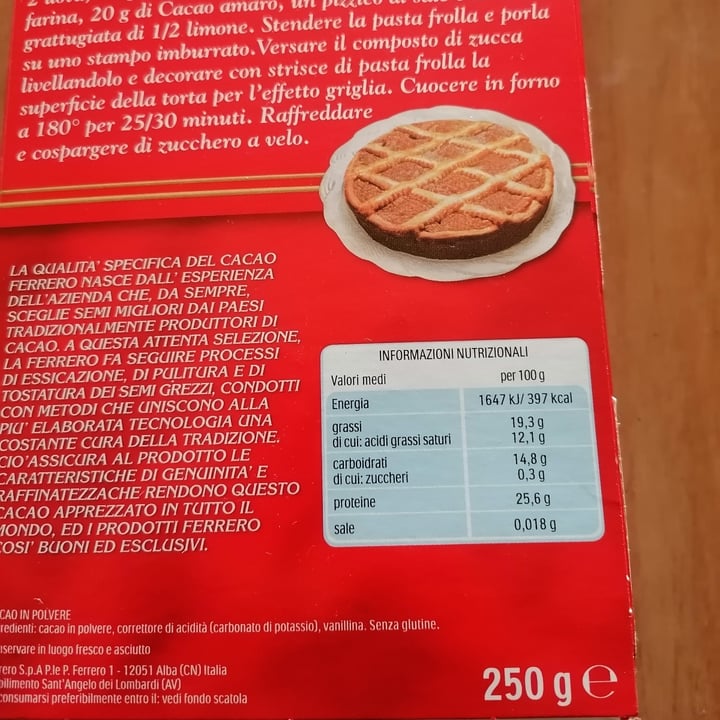 farina, 20 g di Cacao amaro, un pizzico di sale
grattugiata di 1/2 limone. Stendere la pasta frolla e porla
su uno stampo imburrato. Versare il composto di zucca
livellandolo e decorare con strisce di pasta frolla la
superficie della torta per l'effetto griglia. Cuocere in forno
a 180° per 25/30 minuti. Raffreddare
e cospargere di zucchero a velo.
LA QUALITA' SPECIFICA DEL CACAO
FERRERO NASCE DALL' ESPERIENZA
DELL'AZIENDA CHE, DA SEMPRE,
SCEGLIE SEMI MIGLIORI DAI PAESI
TRADIZIONALMENTE PRODUTTORI DI
CACAO. A QUESTA ATTENTA SELEZIONE,
LA FERRERO FA SEGUIRE PROCESSI
DI ESSICAZIONE, DI PULITURA E DI
TOSTATURA DEI SEMI GREZZI, CONDOTTI
CON METODI CHE UNISCONO ALLA
PIU' ELABORATA TECNOLOGIA UNA
COSTANTE CURA DELLA TRADIZIONE.
CIO' ASSICURA AL PRODOTTO LE
CARATTERISTICHE DI GENUINITA' E
RAFFINATEZZACHE RENDONO QUESTO
CACAO APPREZZATO IN TUTTO IL
MONDO, ED I PRODOTTI FERRERO
COSI' BUONI ED ESCLUSIVI.
INFORMAZIONI NUTRIZIONALI
Valori medi per 100 g
Energia 1647 kJ/ 397 kcal
grassi 19,3 g
di cui: acidi grassi saturi 12,1 g
carboidrati 14,8 g
di cui: zuccheri 0,3 g
proteine 25,6 g
sale 0,018 g
CAO IN POLVERE
redienti: cacao in polvere, correttore di acidità (carbonato di potassio), vanillina. Senza glutine.
nservare in luogo fresco e asciutto
rero S.p.A P.le P. Ferrero 1 - 12051 Alba (CN) Italia
bilimento Sant'Angelo dei Lombardi (AV)
consumarsi preferibilmente entro il: vedi fondo scatola
250 g e